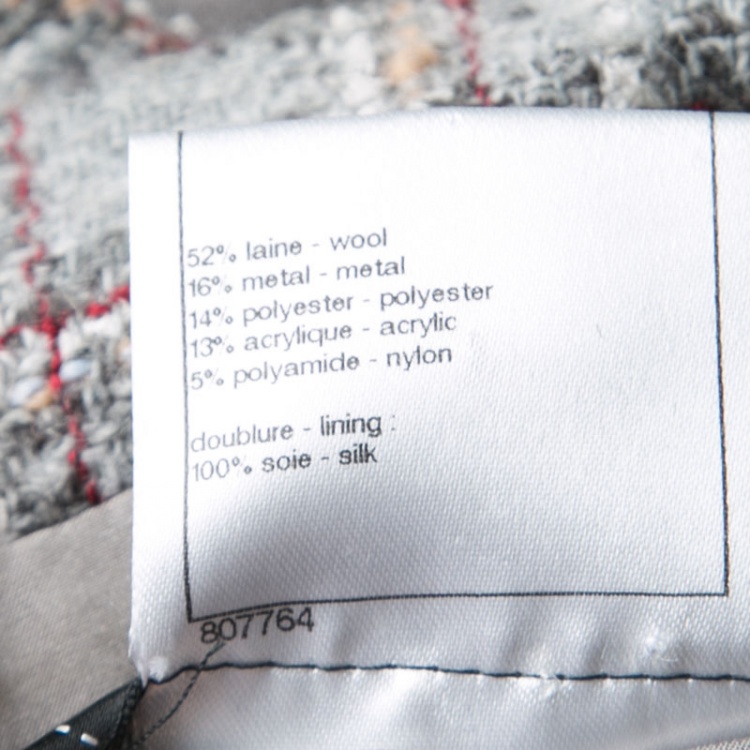 52% laine - wool
16% metal - metal
14% polyester - polyester
13% acrylique - acrylic
5% polyamide - nylon
doublure - lining :
100% soie - silk
807764